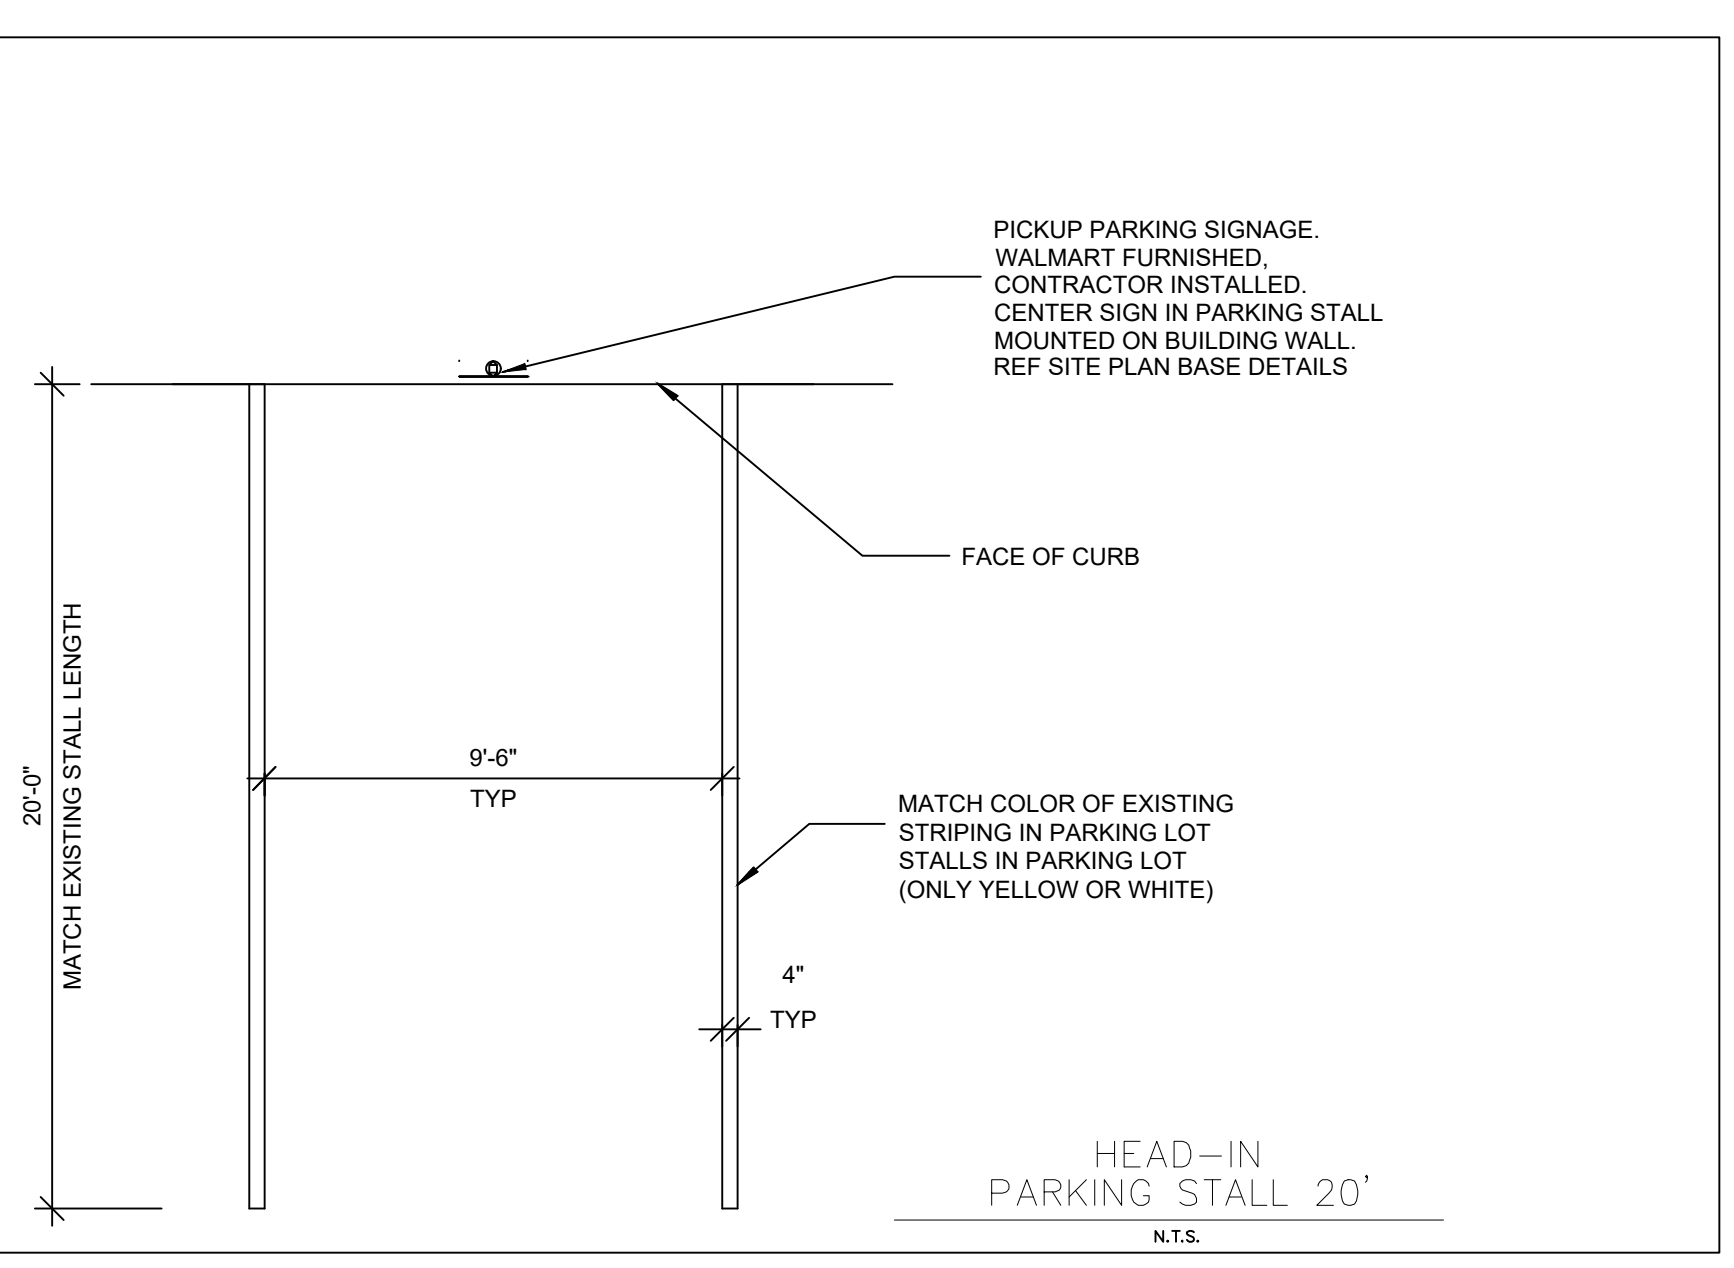 PICKUP PARKING SIGNAGE.
WALMART FURNISHED,
CONTRACTOR INSTALLED.
CENTER SIGN IN PARKING STALL
MOUNTED ON BUILDING WALL.
REF SITE PLAN BASE DETAILS
FACE OF CURB
20'-0"
MATCH EXISTING STALL LENGTH
9'-6"
TYP
MATCH COLOR OF EXISTING
STRIPING IN PARKING LOT
STALLS IN PARKING LOT
(ONLY YELLOW OR WHITE)
4"
TYP
HEAD-IN
PARKING STALL 20'
N.T.S.